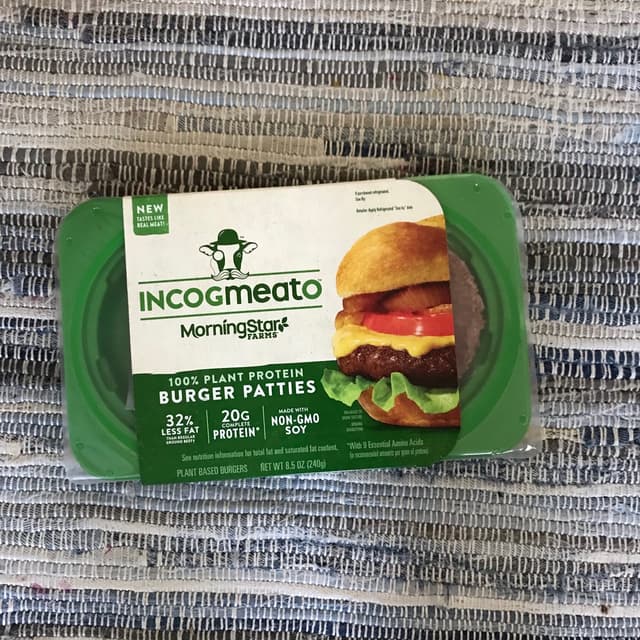 NEW
TASTES LIKE
REAL MEAT!
INCOGmeatO
MorningStar
FARMS
100% PLANT PROTEIN
BURGER PATTIES
32%
LESS FAT
THAN REGULAR
GROUND BEEF†
20G
COMPLETE
PROTEIN*
MADE WITH
NON-GMO
SOY
See nutrition information for total fat and saturated fat content.
*With 9 Essential Amino Acids
PLANT BASED BURGERS
NET WT 8.5 OZ (240g)